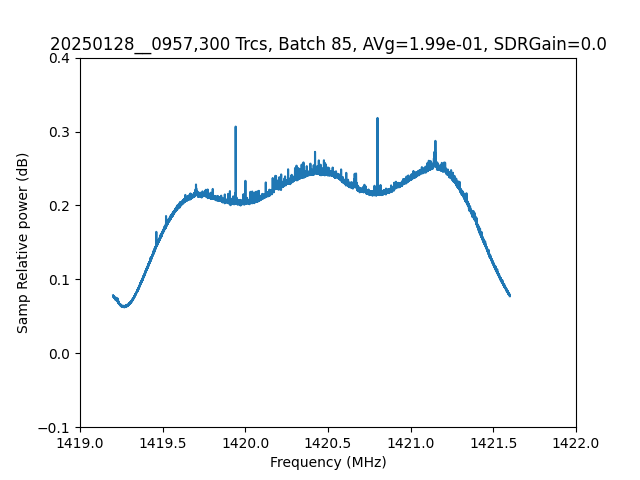 20250128__0957,300 Trcs, Batch 85, AVg=1.99e-01, SDRGain=0.0
0.4
0.3
0.2
0.1
0.0
−0.1
Samp Relative power (dB)
1419.0 1419.5 1420.0 1420.5 1421.0 1421.5 1422.0
Frequency (MHz)